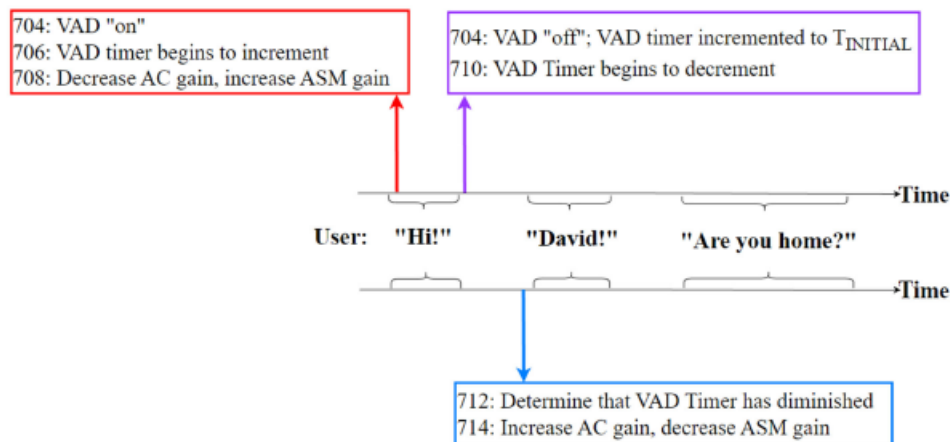 704: VAD "on"
706: VAD timer begins to increment
708: Decrease AC gain, increase ASM gain
704: VAD "off"; VAD timer incremented to TINITIAL
710: VAD Timer begins to decrement
Time
User: "Hi!" "David!" "Are you home?"
Time
712: Determine that VAD Timer has diminished
714: Increase AC gain, decrease ASM gain